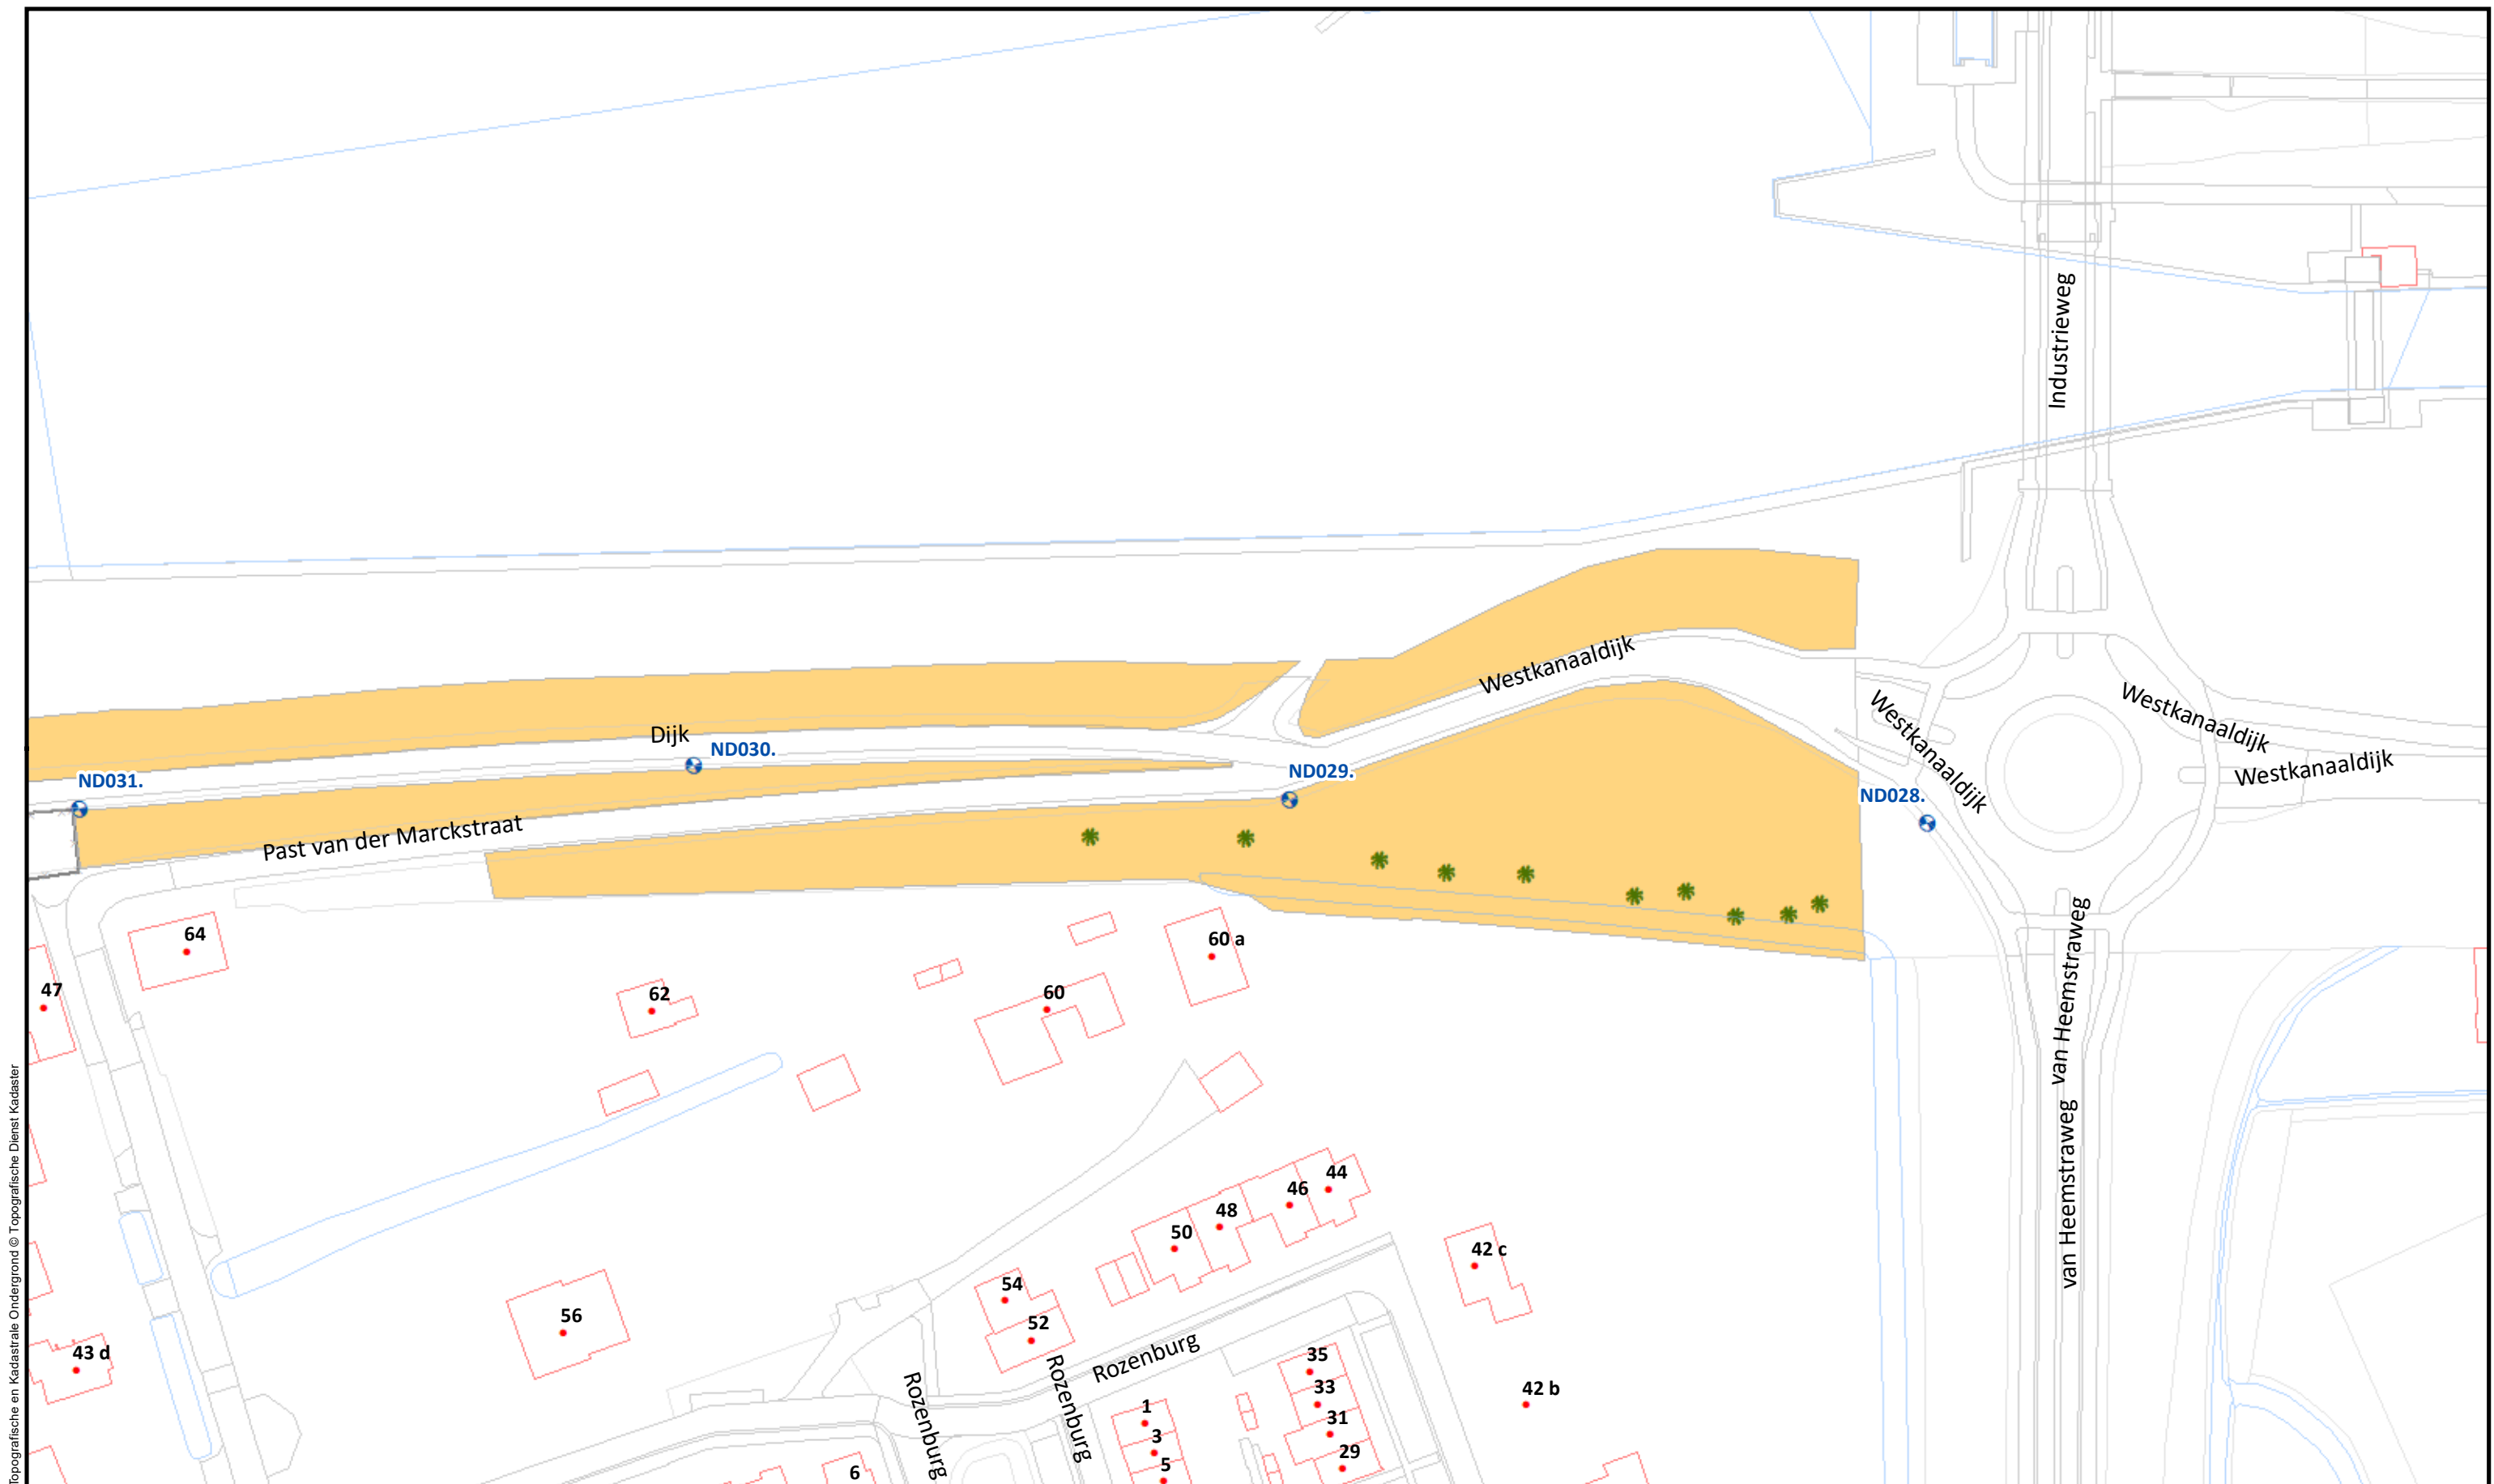 Industrieweg
Westkanaaldijk
Westkanaaldijk
Westkanaaldijk
Westkanaaldijk
Dijk
ND030.
ND031.
ND029.
ND028.
Past van der Marckstraat
64
60 a
47
62
60
van Heemstraweg
van Heemstraweg
44
46
48
50
42 c
54
56
52
43 d
Rozenburg
Rozenburg
Rozenburg
35
33
42 b
1
31
3
29
5
6
Topografische en Kadastrale Ondergrond © Topografische Dienst Kadaster